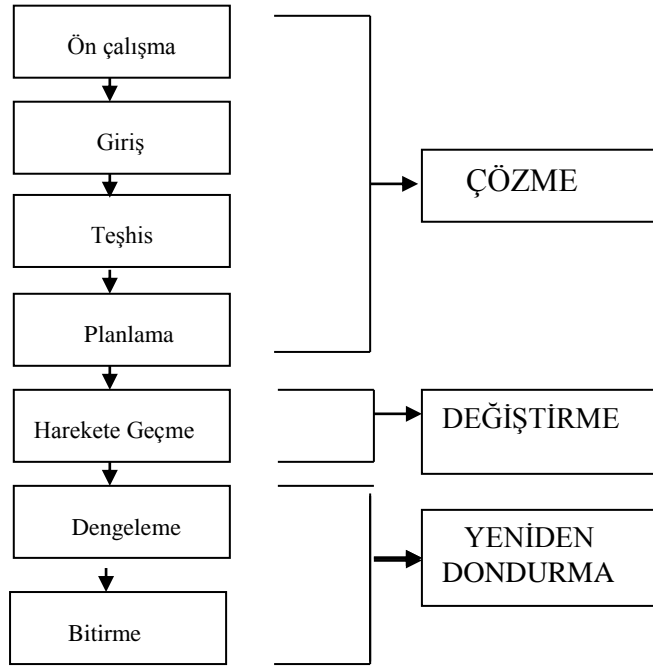 Ön çalışma
Giriş
Teşhis
Planlama
Harekete Geçme
Dengeleme
Bitirme
ÇÖZME
DEĞİŞTİRME
YENİDEN
DONDURMA